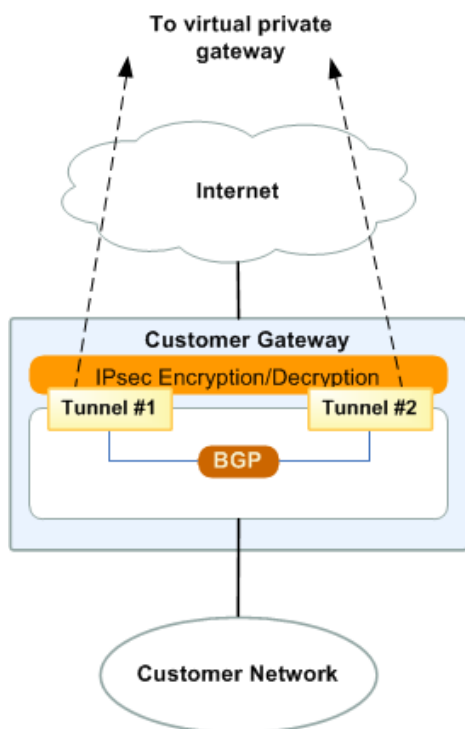 To virtual private
gateway
Internet
Customer Gateway
IPsec Encryption/Decryption
Tunnel #1
Tunnel #2
BGP
Customer Network